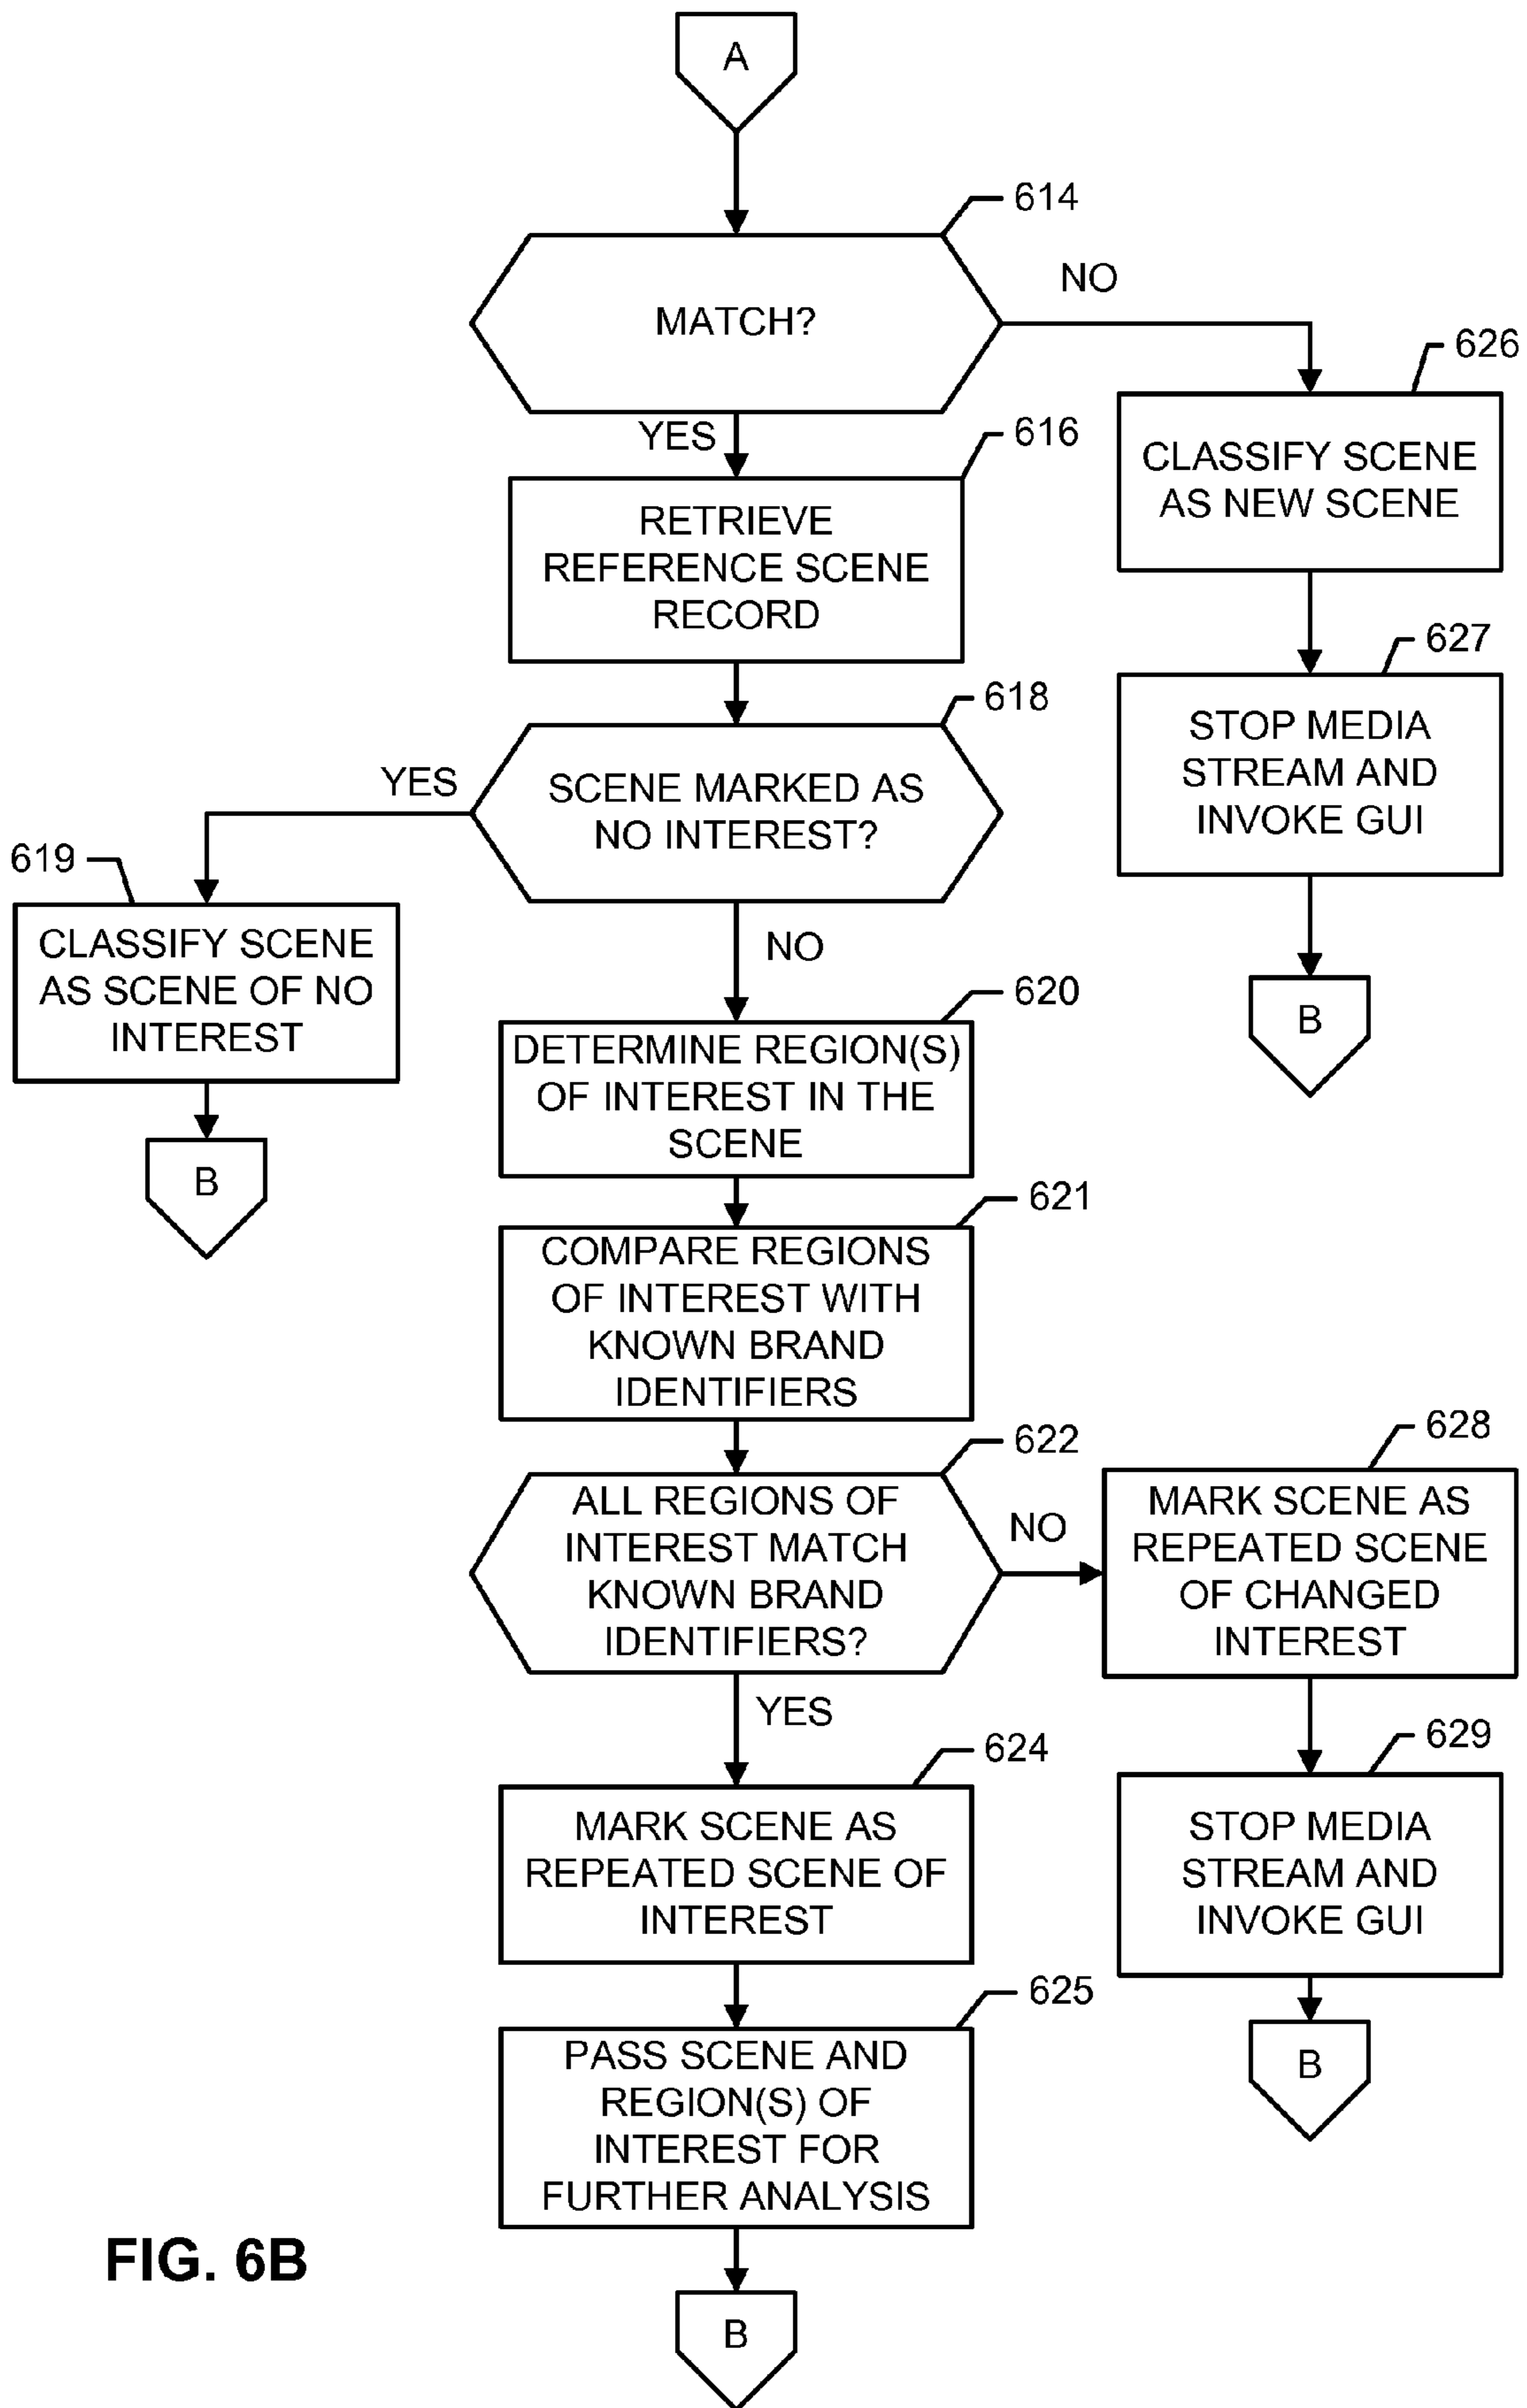 A
614
MATCH?
NO
626
CLASSIFY SCENE
AS NEW SCENE
YES
616
RETRIEVE
REFERENCE SCENE
RECORD
627
STOP MEDIA
STREAM AND
INVOKE GUI
B
618
SCENE MARKED AS
NO INTEREST?
YES
619
CLASSIFY SCENE
AS SCENE OF NO
INTEREST
B
NO
620
DETERMINE REGION(S)
OF INTEREST IN THE
SCENE
621
COMPARE REGIONS
OF INTEREST WITH
KNOWN BRAND
IDENTIFIERS
622
ALL REGIONS OF
INTEREST MATCH
KNOWN BRAND
IDENTIFIERS?
NO
628
MARK SCENE AS
REPEATED SCENE
OF CHANGED
INTEREST
629
STOP MEDIA
STREAM AND
INVOKE GUI
B
YES
624
MARK SCENE AS
REPEATED SCENE OF
INTEREST
625
PASS SCENE AND
REGION(S) OF
INTEREST FOR
FURTHER ANALYSIS
B
FIG. 6B